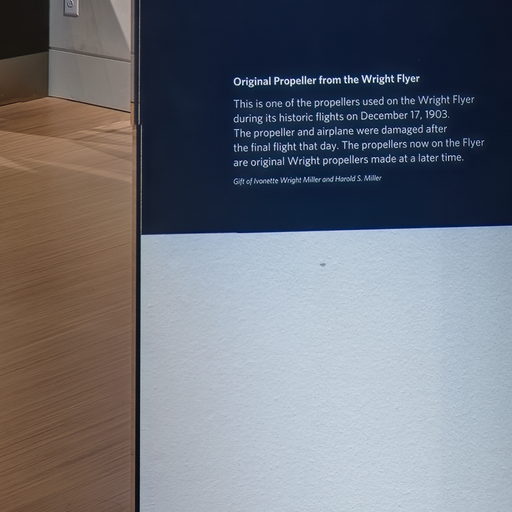 Original Propeller from the Wright Flyer
This is one of the propellers used on the Wright Flyer
during its historic flights on December 17, 1903.
The propeller and airplane were damaged after
the final flight that day. The propellers now on the Flyer
are original Wright propellers made at a later time.
Gift of Ivonette Wright Miller and Harold S. Miller